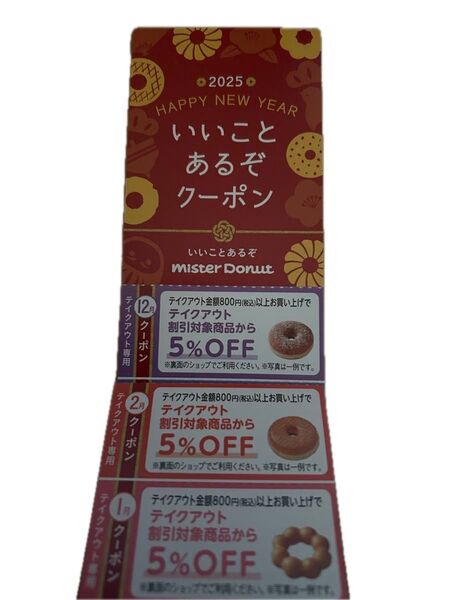 2025
HAPPY NEW YEAR
いいこと
あるぞ
クーポン
いいことあるぞ
mister Donut
テイクアウト専用
12月クーポン
テイクアウト金額800円(税込)以上お買い上げで
テイクアウト
割引対象商品から
5%OFF
※裏面のショップでご利用ください。※写真は一例です。
テイクアウト専用
2月クーポン
テイクアウト金額800円(税込)以上お買い上げで
テイクアウト
割引対象商品から
5%OFF
※裏面のショップでご利用ください。※写真は一例です。
テイクアウト専用
1月クーポン
テイクアウト金額800円(税込)以上お買い上げで
テイクアウト
割引対象商品から
5%OFF
※裏面のショップでご利用ください。※写真は一例です。